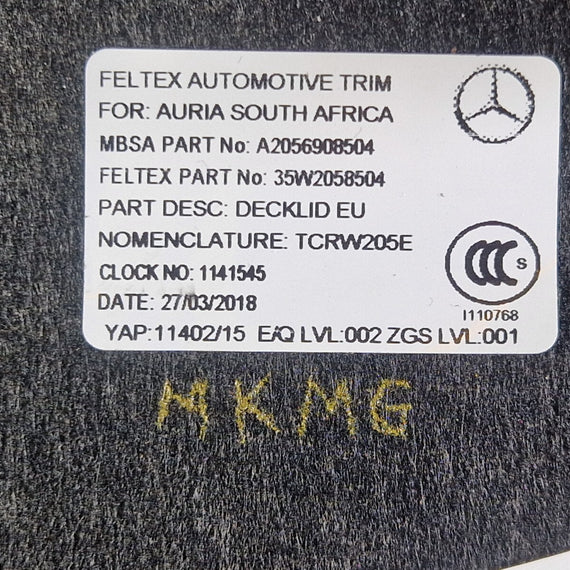 FELTEX AUTOMOTIVE TRIM
FOR: AURIA SOUTH AFRICA
MBSA PART No: A2056908504
FELTEX PART No: 35W2058504
PART DESC: DECKLID EU
NOMENCLATURE: TCRW205E
CLOCK NO: 1141545
DATE: 27/03/2018
CCC S
I110768
YAP:11402/15 E/Q LVL:002 ZGS LVL:001
MKMG